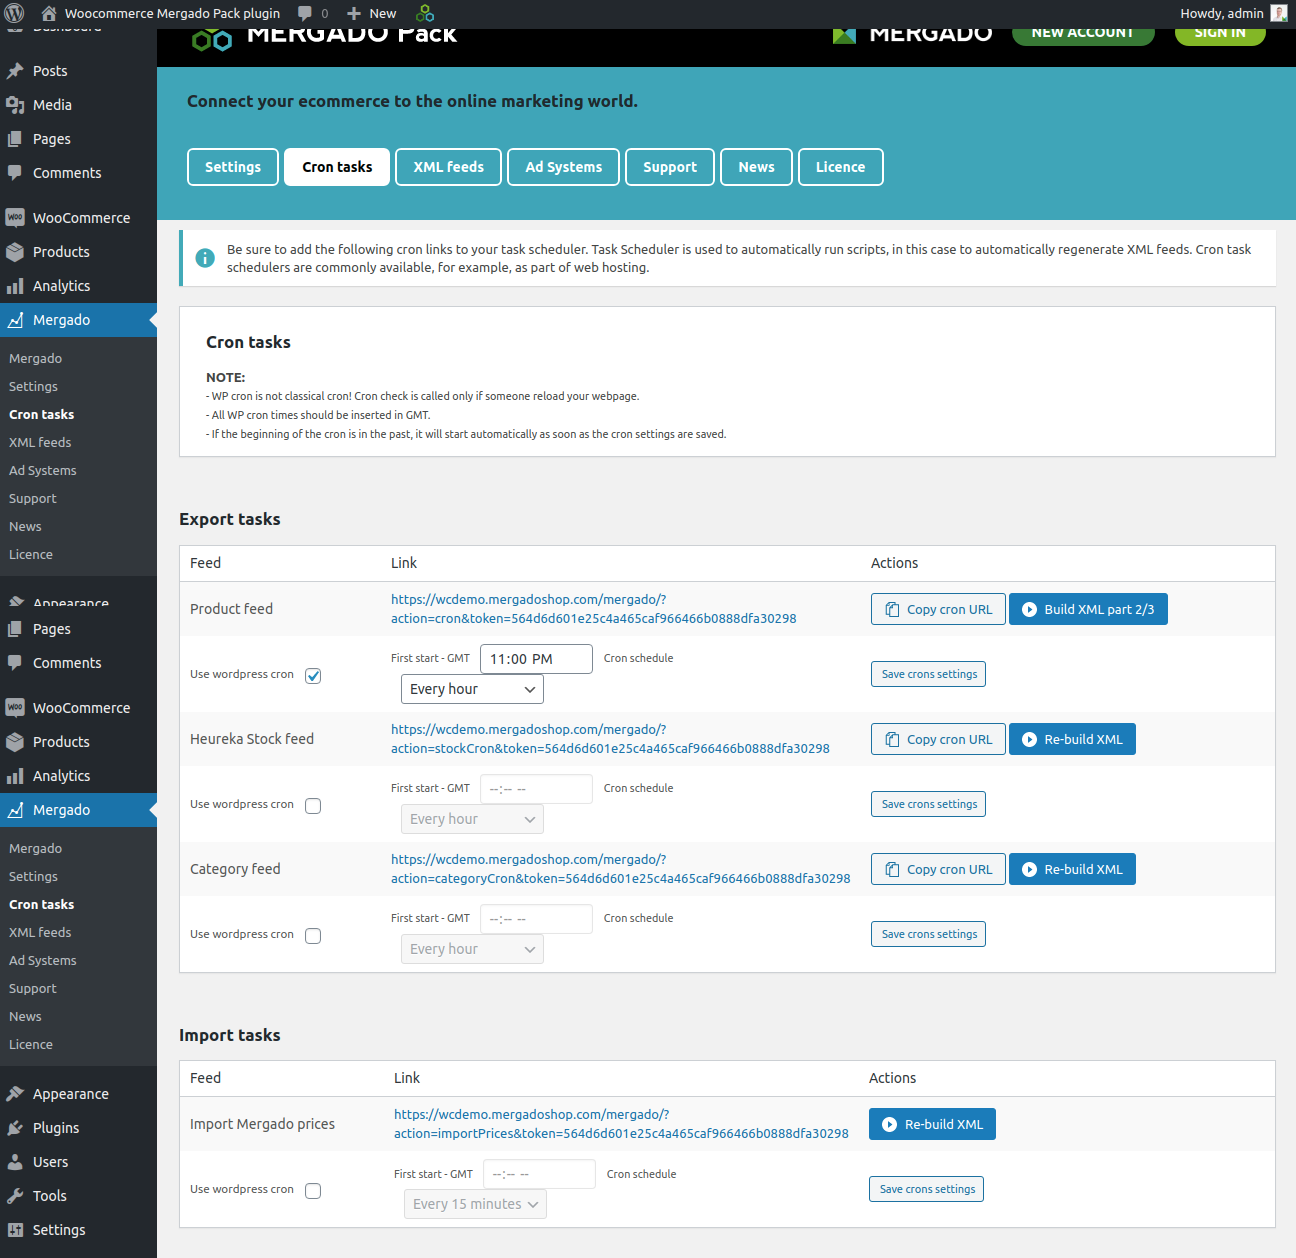 Woocommerce Mergado Pack plugin 0 New Howdy, admin
Dashboard
Posts
Media
Pages
Comments
WooCommerce
Products
Analytics
Mergado
Mergado
Settings
Cron tasks
XML feeds
Ad Systems
Support
News
Licence
Appearance
Pages
Comments
WooCommerce
Products
Analytics
Mergado
Mergado
Settings
Cron tasks
XML feeds
Ad Systems
Support
News
Licence
Appearance
Plugins
Users
Tools
Settings
MERGADO Pack MERGADO NEW ACCOUNT SIGN IN
Connect your ecommerce to the online marketing world.
Settings Cron tasks XML feeds Ad Systems Support News Licence
Be sure to add the following cron links to your task scheduler. Task Scheduler is used to automatically run scripts, in this case to automatically regenerate XML feeds. Cron task
schedulers are commonly available, for example, as part of web hosting.
Cron tasks
NOTE:
- WP cron is not classical cron! Cron check is called only if someone reload your webpage.
- All WP cron times should be inserted in GMT.
- If the beginning of the cron is in the past, it will start automatically as soon as the cron settings are saved.
Export tasks
Feed Link Actions
Product feed https://wcdemo.mergadoshop.com/mergado/?
action=cron&token=564d6d601e25c4a465caf966466b0888dfa30298 Copy cron URL Build XML part 2/3
Use wordpress cron First start - GMT 11:00 PM Cron schedule
Every hour Save crons settings
Heureka Stock feed https://wcdemo.mergadoshop.com/mergado/?
action=stockCron&token=564d6d601e25c4a465caf966466b0888dfa30298 Copy cron URL Re-build XML
Use wordpress cron First start - GMT --:-- -- Cron schedule
Every hour Save crons settings
Category feed https://wcdemo.mergadoshop.com/mergado/?
action=categoryCron&token=564d6d601e25c4a465caf966466b0888dfa30298 Copy cron URL Re-build XML
Use wordpress cron First start - GMT --:-- -- Cron schedule
Every hour Save crons settings
Import tasks
Feed Link Actions
Import Mergado prices https://wcdemo.mergadoshop.com/mergado/?
action=importPrices&token=564d6d601e25c4a465caf966466b0888dfa30298 Re-build XML
Use wordpress cron First start - GMT --:-- -- Cron schedule
Every 15 minutes Save crons settings